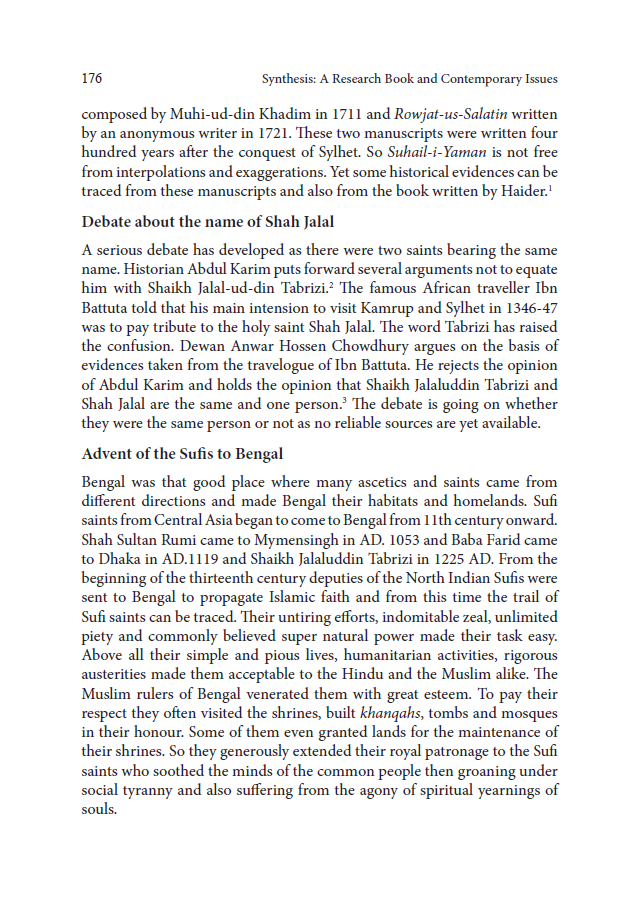 176 Synthesis: A Research Book and Contemporary Issues
composed by Muhi-ud-din Khadim in 1711 and Rowjat-us-Salatin written
by an anonymous writer in 1721. These two manuscripts were written four
hundred years after the conquest of Sylhet. So Suhail-i-Yaman is not free
from interpolations and exaggerations. Yet some historical evidences can be
traced from these manuscripts and also from the book written by Haider.¹
Debate about the name of Shah Jalal
A serious debate has developed as there were two saints bearing the same
name. Historian Abdul Karim puts forward several arguments not to equate
him with Shaikh Jalal-ud-din Tabrizi.² The famous African traveller Ibn
Battuta told that his main intension to visit Kamrup and Sylhet in 1346-47
was to pay tribute to the holy saint Shah Jalal. The word Tabrizi has raised
the confusion. Dewan Anwar Hossen Chowdhury argues on the basis of
evidences taken from the travelogue of Ibn Battuta. He rejects the opinion
of Abdul Karim and holds the opinion that Shaikh Jalaluddin Tabrizi and
Shah Jalal are the same and one person.³ The debate is going on whether
they were the same person or not as no reliable sources are yet available.
Advent of the Sufis to Bengal
Bengal was that good place where many ascetics and saints came from
different directions and made Bengal their habitats and homelands. Sufi
saints from Central Asia began to come to Bengal from 11th century onward.
Shah Sultan Rumi came to Mymensingh in AD. 1053 and Baba Farid came
to Dhaka in AD.1119 and Shaikh Jalaluddin Tabrizi in 1225 AD. From the
beginning of the thirteenth century deputies of the North Indian Sufis were
sent to Bengal to propagate Islamic faith and from this time the trail of
Sufi saints can be traced. Their untiring efforts, indomitable zeal, unlimited
piety and commonly believed super natural power made their task easy.
Above all their simple and pious lives, humanitarian activities, rigorous
austerities made them acceptable to the Hindu and the Muslim alike. The
Muslim rulers of Bengal venerated them with great esteem. To pay their
respect they often visited the shrines, built khanqahs, tombs and mosques
in their honour. Some of them even granted lands for the maintenance of
their shrines. So they generously extended their royal patronage to the Sufi
saints who soothed the minds of the common people then groaning under
social tyranny and also suffering from the agony of spiritual yearnings of
souls.